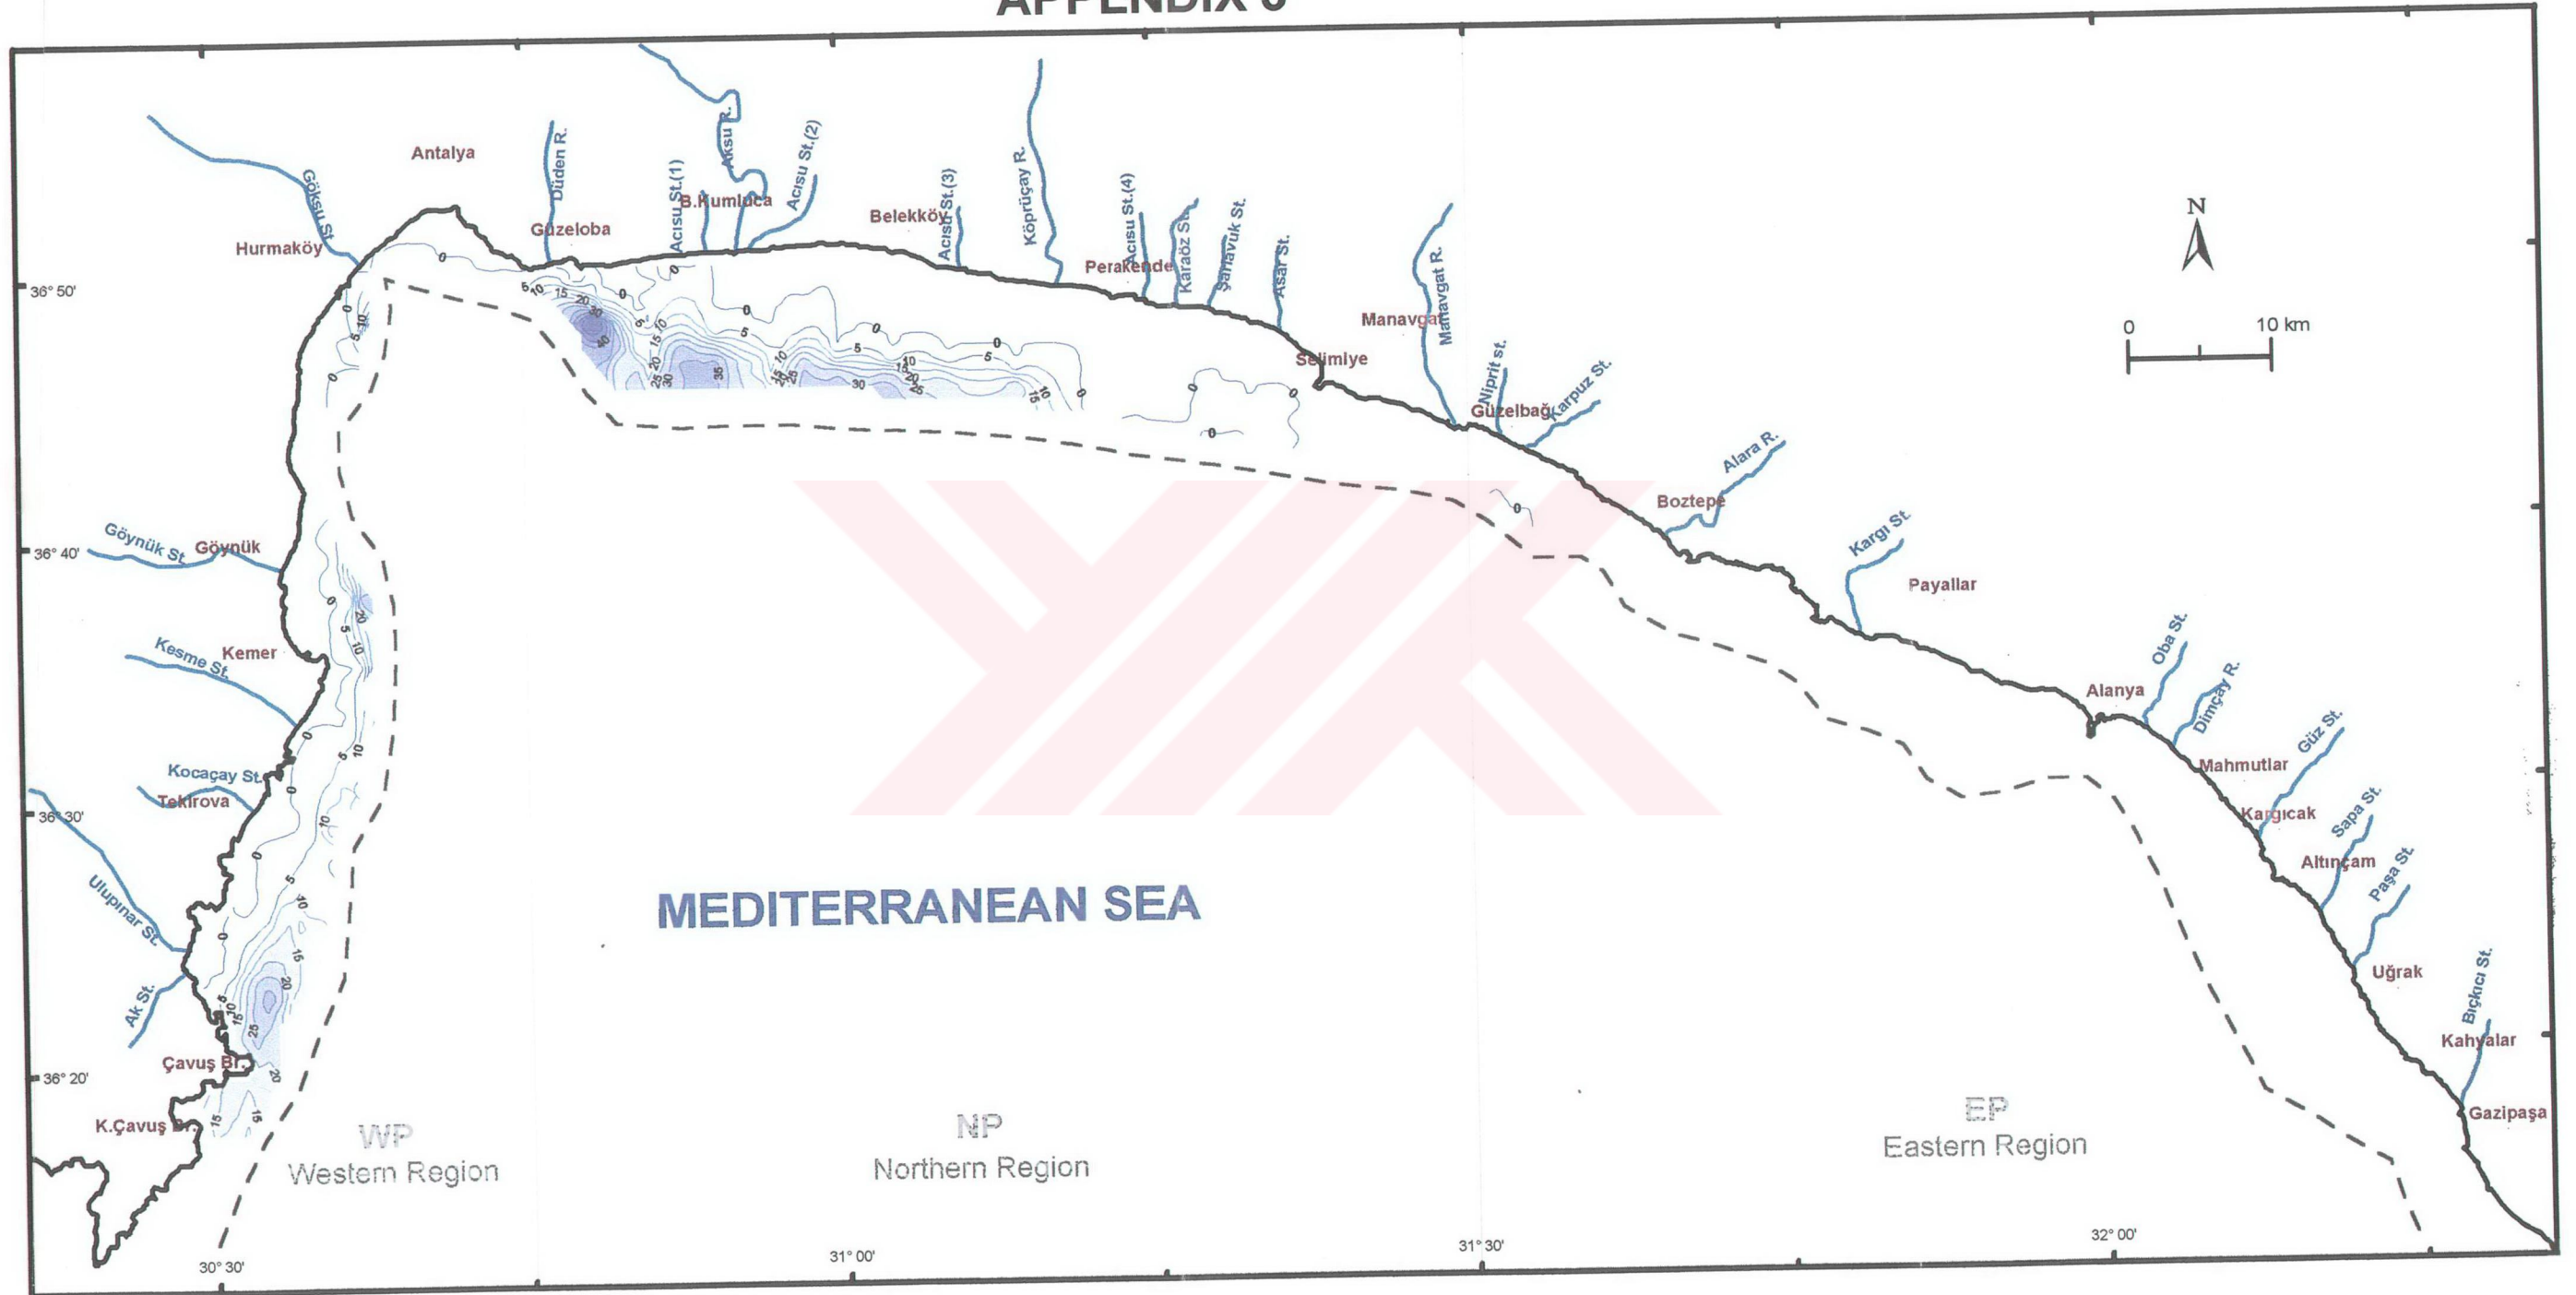 APPENDIX 6
Antalya
Hurmaköy
Göksu St
Düden R.
Güzeloba
Acısu St.(1)
B.Kumluca
Aksu R.
Acısu St.(2)
Belekköy
Acısu St.(3)
Köprüçay R.
Perakende
Acısu St.(4)
Karaöz St.
Şarlavuk St.
Asar St.
Selimiye
Manavgat
Manavgat R.
Niprit st.
Güzelbağ
Karpuz St.
Alara R.
Boztepe
Kargı St.
Payallar
Oba St.
Alanya
Dimçay R.
Mahmutlar
Güz St.
Kargıcak
Sapa St.
Altınçam
Paşa St.
Uğrak
Bıçkıcı St.
Kahyalar
Gazipaşa
N
0 10 km
36° 50'
36° 40'
36° 30'
36° 20'
Göynük St.
Göynük
Kesme St.
Kemer
Kocaçay St.
Tekirova
Ulupınar St.
Ak St.
Çavuş Br.
K.Çavuş Br.
MEDITERRANEAN SEA
WP
Western Region
NP
Northern Region
EP
Eastern Region
30° 30'
31° 00'
31° 30'
32° 00'